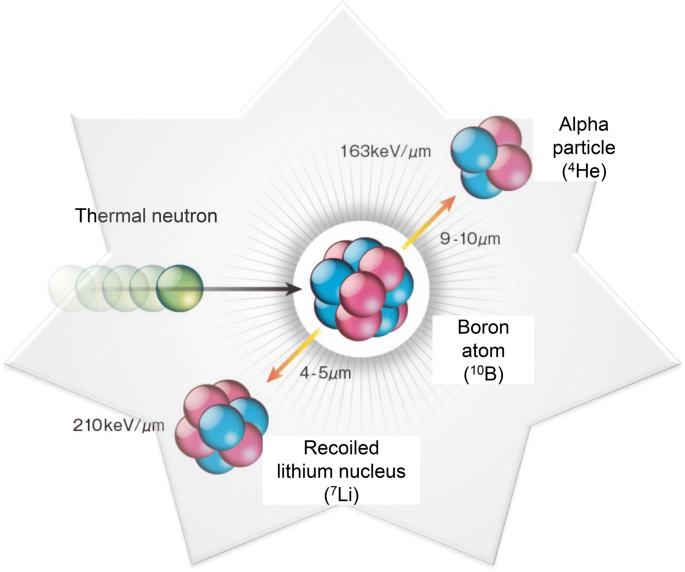 Alpha
particle
(⁴He)
163keV/μm
Thermal neutron
9-10μm
Boron
atom
(¹⁰B)
4-5μm
210keV/μm
Recoiled
lithium nucleus
(⁷Li)